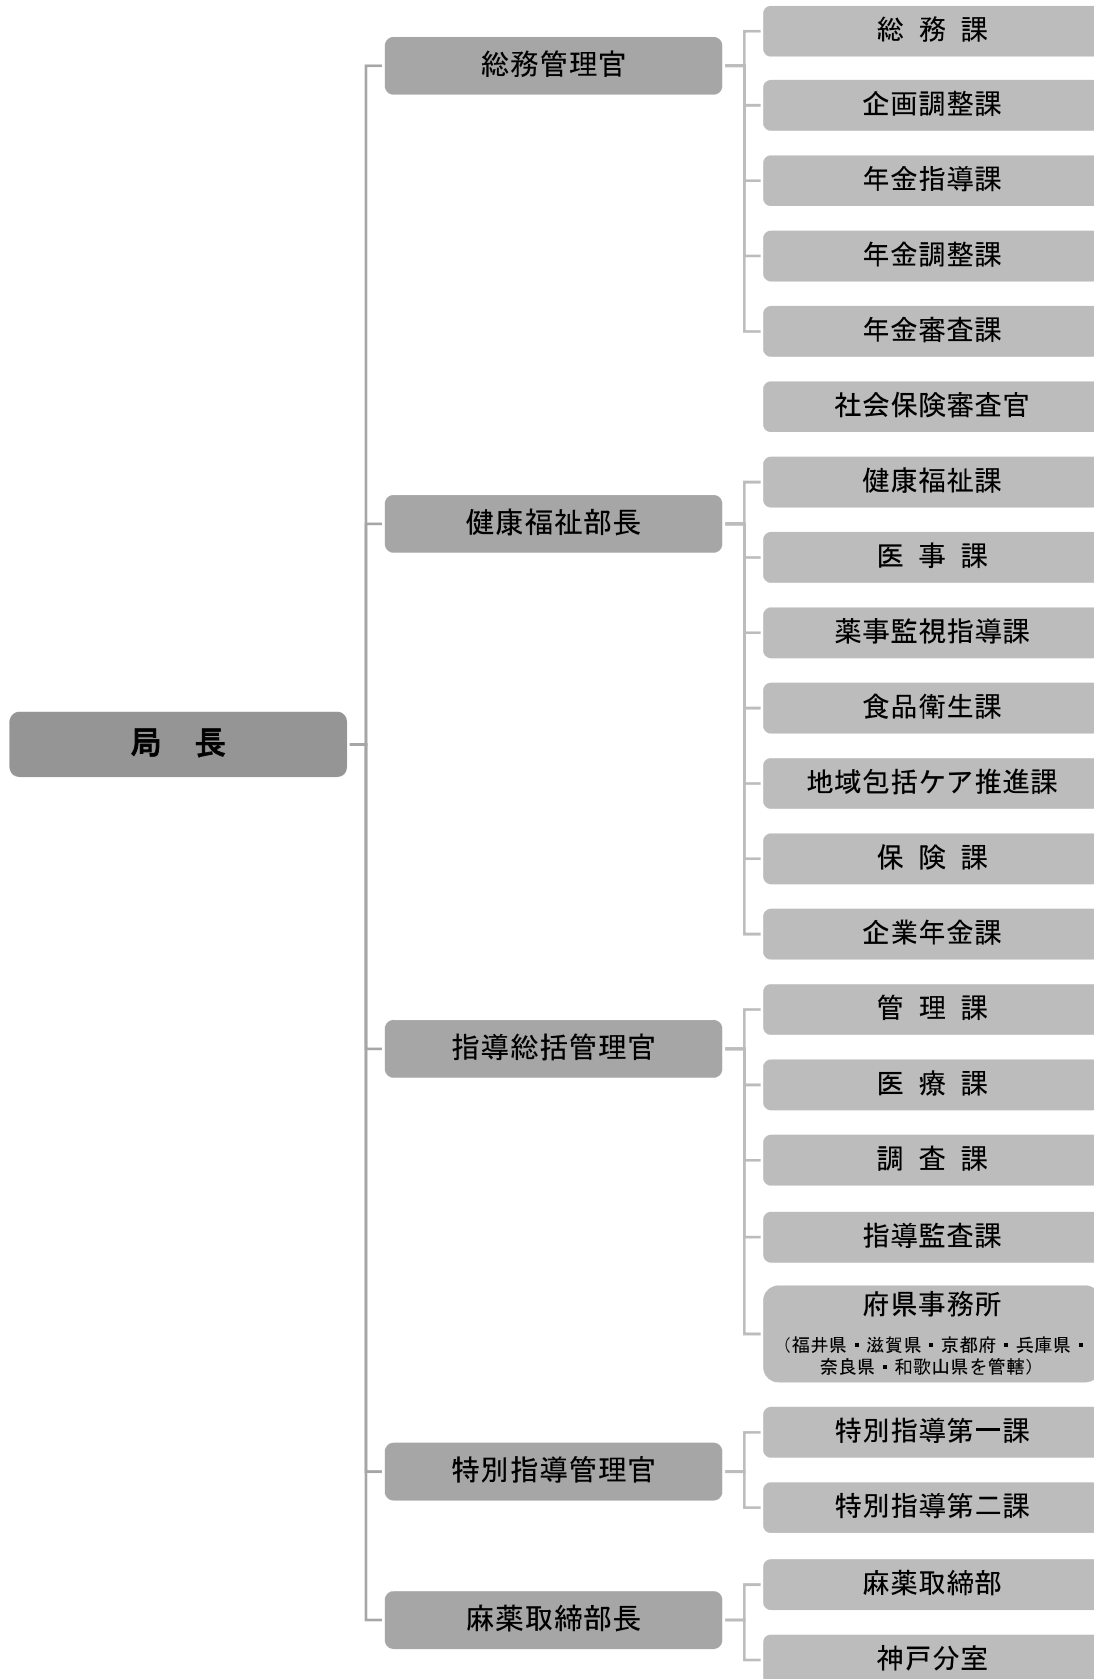 局　長
総務管理官
総 務 課
企画調整課
年金指導課
年金調整課
年金審査課
社会保険審査官
健康福祉部長
健康福祉課
医 事 課
薬事監視指導課
食品衛生課
地域包括ケア推進課
保 険 課
企業年金課
指導総括管理官
管 理 課
医 療 課
調 査 課
指導監査課
府県事務所
（福井県・滋賀県・京都府・兵庫県・
奈良県・和歌山県を管轄）
特別指導管理官
特別指導第一課
特別指導第二課
麻薬取締部長
麻薬取締部
神戸分室